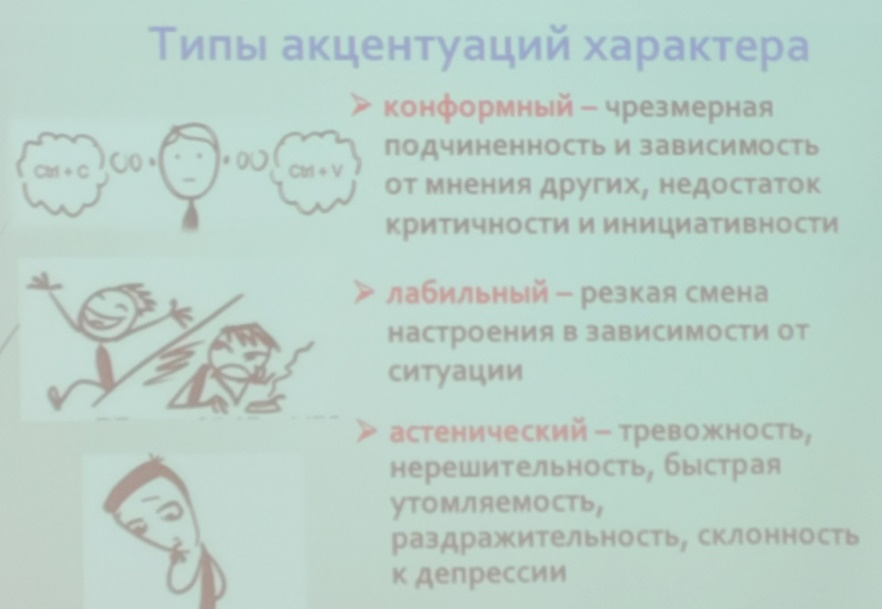 Типы акцентуаций характера
➢ конформный – чрезмерная
подчиненность и зависимость
от мнения других, недостаток
критичности и инициативности
Ctrl + C
Ctrl + V
➢ лабильный – резкая смена
настроения в зависимости от
ситуации
➢ астенический – тревожность,
нерешительность, быстрая
утомляемость,
раздражительность, склонность
к депрессии